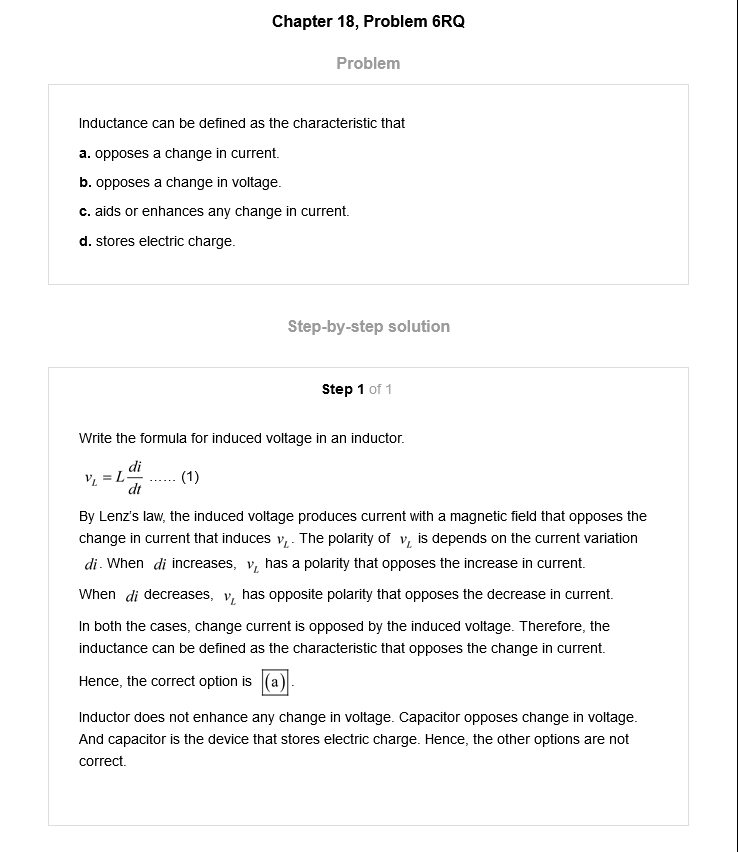 Chapter 18, Problem 6RQ
Problem
Inductance can be defined as the characteristic that
a. opposes a change in current.
b. opposes a change in voltage.
c. aids or enhances any change in current.
d. stores electric charge.
Step-by-step solution
Step 1 of 1
Write the formula for induced voltage in an inductor.
v_L = L di/dt ...... (1)
By Lenz's law, the induced voltage produces current with a magnetic field that opposes the
change in current that induces v_L. The polarity of v_L is depends on the current variation
di. When di increases, v_L has a polarity that opposes the increase in current.
When di decreases, v_L has opposite polarity that opposes the decrease in current.
In both the cases, change current is opposed by the induced voltage. Therefore, the
inductance can be defined as the characteristic that opposes the change in current.
Hence, the correct option is (a).
Inductor does not enhance any change in voltage. Capacitor opposes change in voltage.
And capacitor is the device that stores electric charge. Hence, the other options are not
correct.